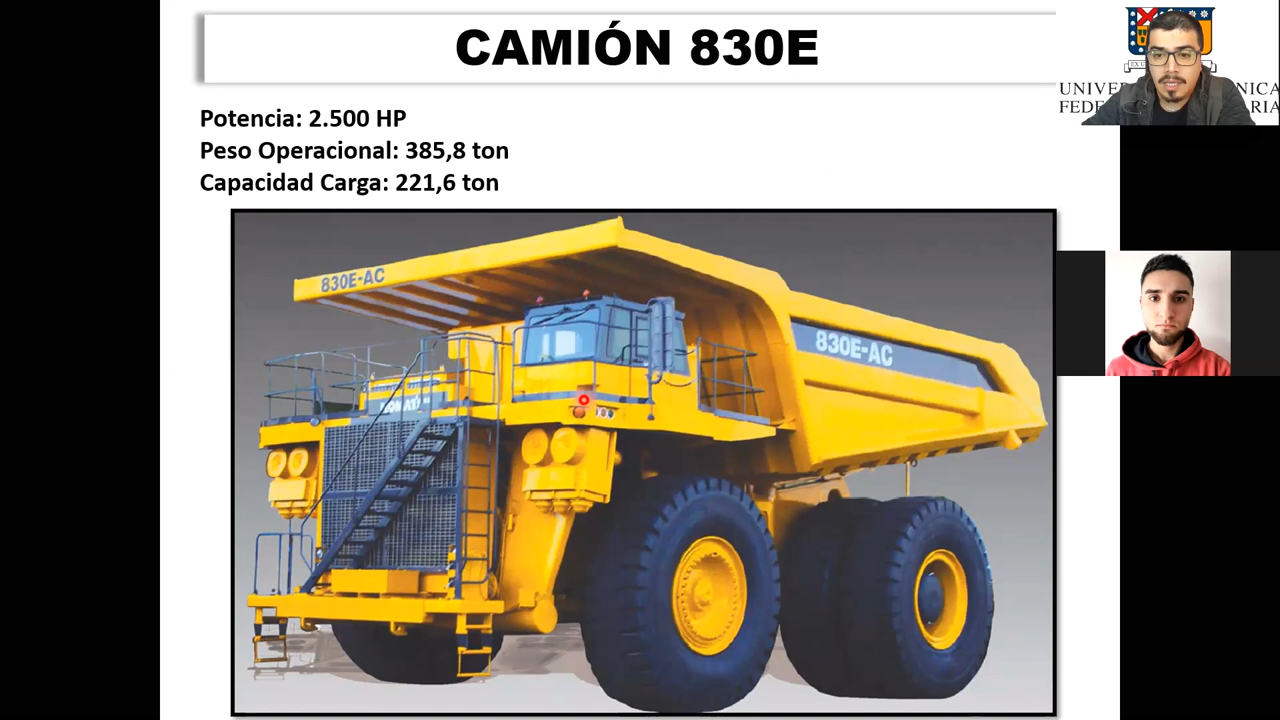 CAMIÓN 830E
Potencia: 2.500 HP
Peso Operacional: 385,8 ton
Capacidad Carga: 221,6 ton
830E-AC
830E-AC